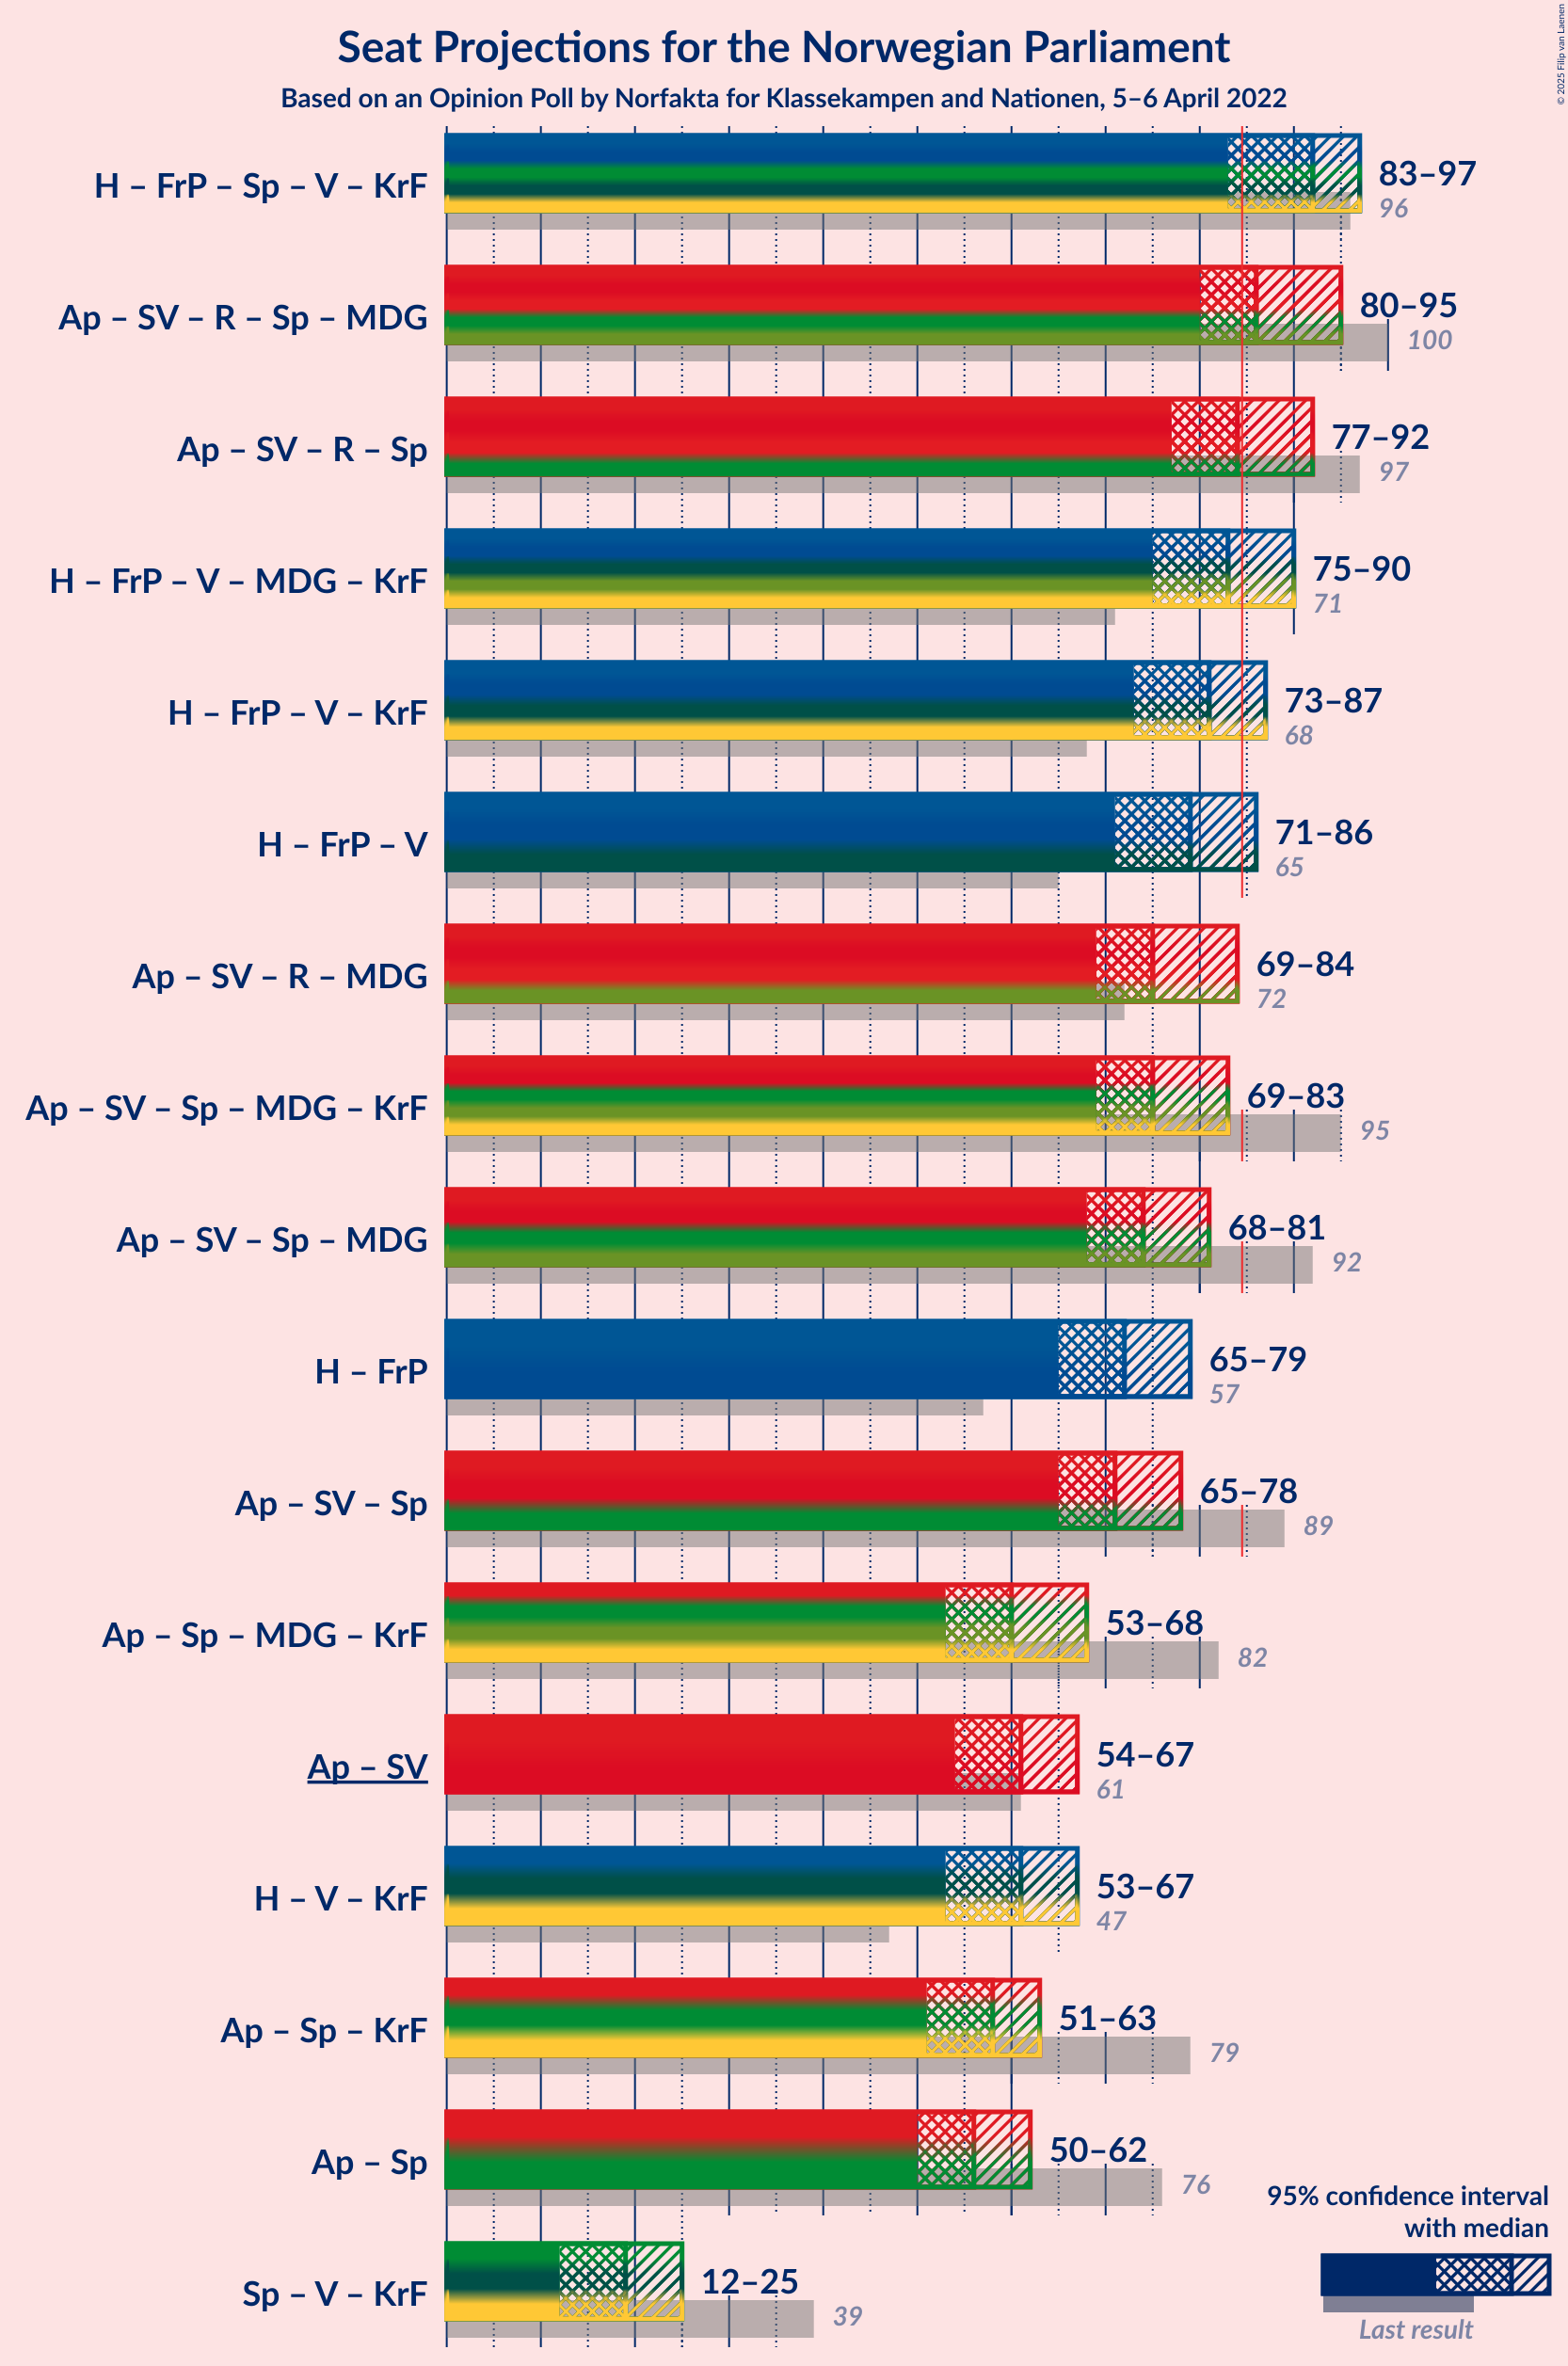 © 2025 Filip van Laenen
Seat Projections for the Norwegian Parliament
Based on an Opinion Poll by Norfakta for Klassekampen and Nationen, 5–6 April 2022
H – FrP – Sp – V – KrF
83–97
96
Ap – SV – R – Sp – MDG
80–95
100
Ap – SV – R – Sp
77–92
97
H – FrP – V – MDG – KrF
75–90
71
H – FrP – V – KrF
73–87
68
H – FrP – V
71–86
65
Ap – SV – R – MDG
69–84
72
Ap – SV – Sp – MDG – KrF
69–83
95
Ap – SV – Sp – MDG
68–81
92
H – FrP
65–79
57
Ap – SV – Sp
65–78
89
Ap – Sp – MDG – KrF
53–68
82
Ap – SV
54–67
61
H – V – KrF
53–67
47
Ap – Sp – KrF
51–63
79
Ap – Sp
50–62
76
Sp – V – KrF
12–25
39
95% confidence interval
with median
Last result